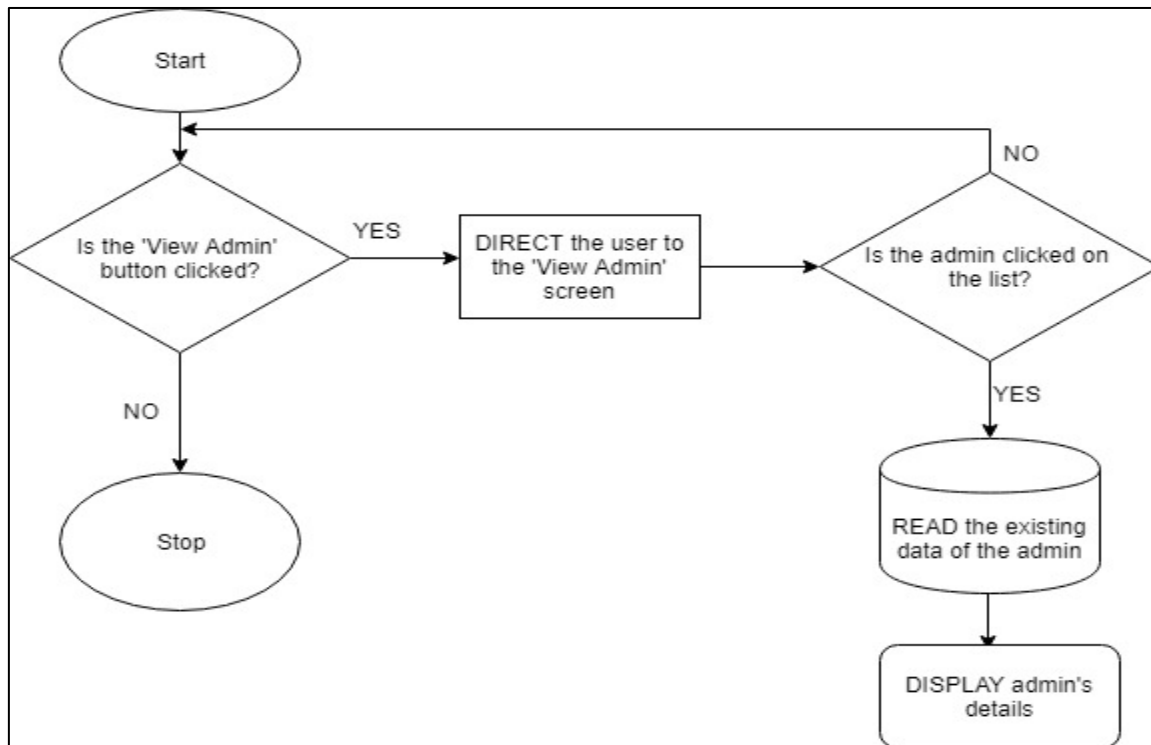 Start
NO
Is the 'View Admin'
button clicked?
YES
DIRECT the user to
the 'View Admin'
screen
Is the admin clicked on
the list?
NO
YES
Stop
READ the existing
data of the admin
DISPLAY admin's
details